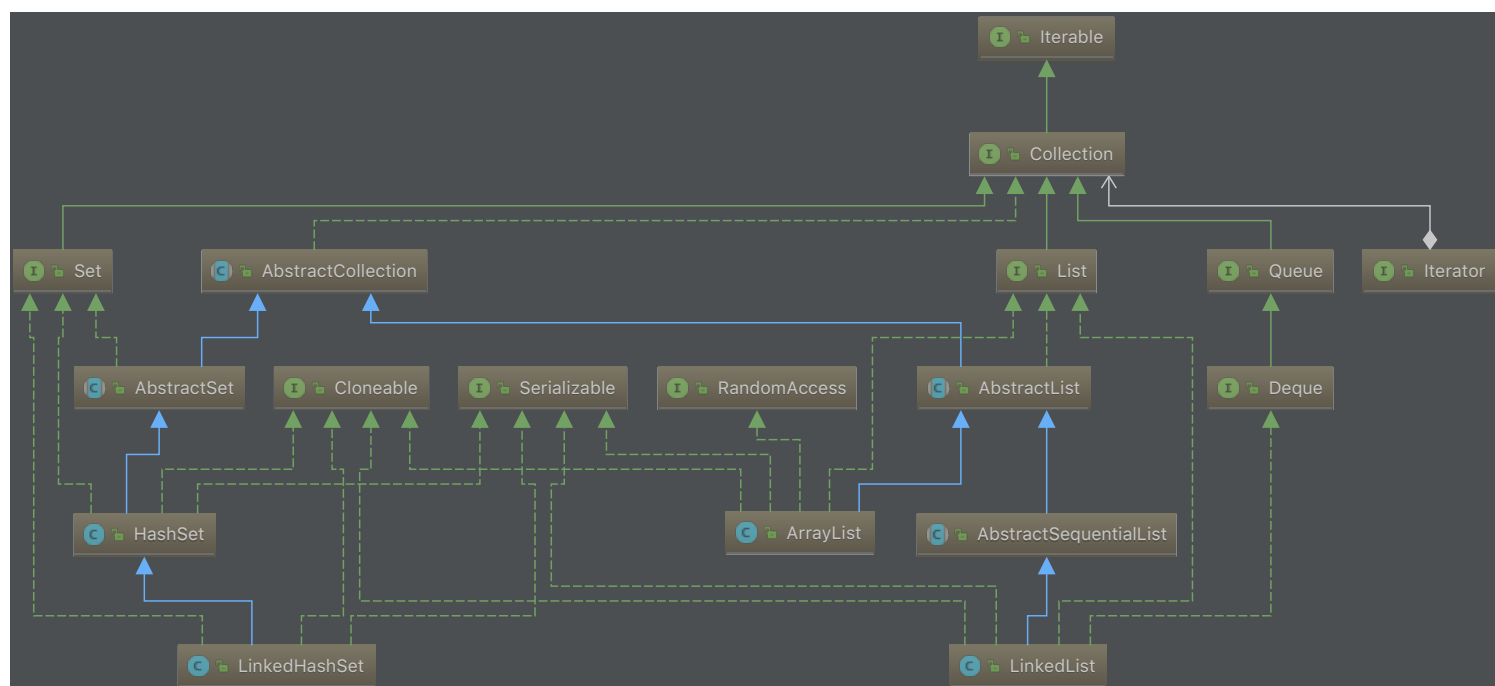 I Iterable
I Collection
I Set
C AbstractCollection
I List
I Queue
I Iterator
C AbstractSet
I Cloneable
I Serializable
I RandomAccess
C AbstractList
I Deque
C HashSet
C ArrayList
C AbstractSequentialList
C LinkedHashSet
C LinkedList